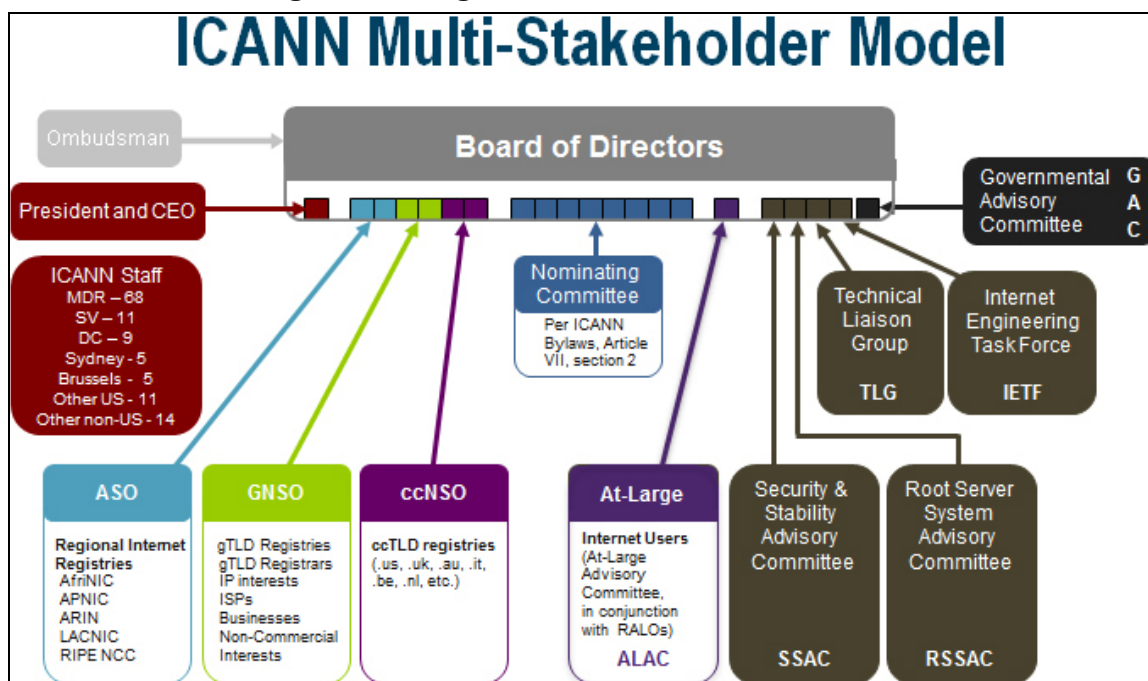 ICANN Multi-Stakeholder Model
Ombudsman
Board of Directors
President and CEO
Governmental
Advisory
Committee
G
A
C
ICANN Staff
MDR – 68
SV – 11
DC – 9
Sydney - 5
Brussels - 5
Other US - 11
Other non-US - 14
Nominating
Committee
Per ICANN
Bylaws, Article
VII, section 2
Technical
Liaison
Group
TLG
Internet
Engineering
Task Force
IETF
ASO
Regional Internet
Registries
AfriNIC
APNIC
ARIN
LACNIC
RIPE NCC
GNSO
gTLD Registries
gTLD Registrars
IP interests
ISPs
Businesses
Non-Commercial
Interests
ccNSO
ccTLD registries
(.us, .uk, .au, .it,
.be, .nl, etc.)
At-Large
Internet Users
(At-Large
Advisory
Committee,
in conjunction
with RALOs)
ALAC
Security &
Stability
Advisory
Committee
SSAC
Root Server
System
Advisory
Committee
RSSAC